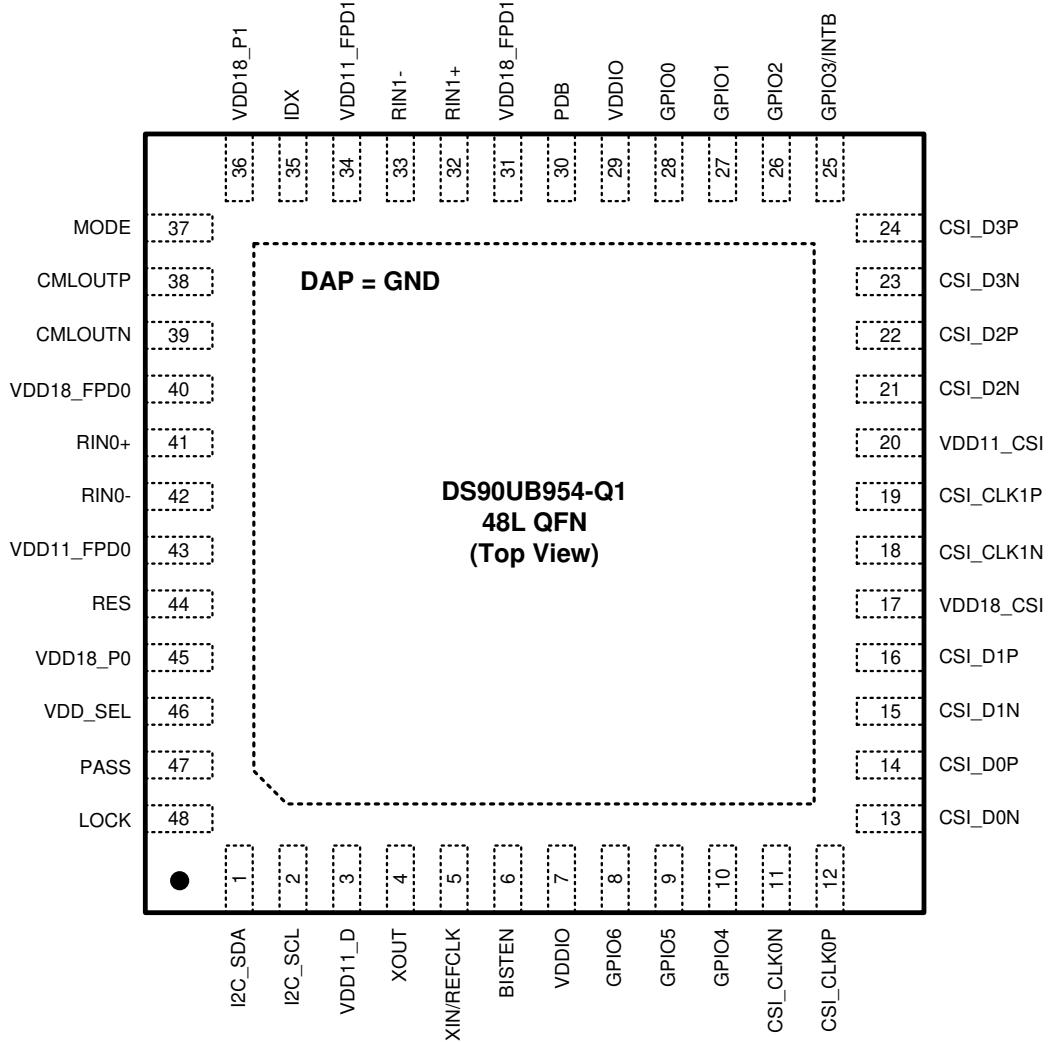 VDD18_P1
IDX
VDD11_FPD1
RIN1-
RIN1+
VDD18_FPD1
PDB
VDDIO
GPIO0
GPIO1
GPIO2
GPIO3/INTB
36
35
34
33
32
31
30
29
28
27
26
25
MODE 37
CMLOUTP 38
CMLOUTN 39
VDD18_FPD0 40
RIN0+ 41
RIN0- 42
VDD11_FPD0 43
RES 44
VDD18_P0 45
VDD_SEL 46
PASS 47
LOCK 48
DAP = GND
DS90UB954-Q1
48L QFN
(Top View)
24 CSI_D3P
23 CSI_D3N
22 CSI_D2P
21 CSI_D2N
20 VDD11_CSI
19 CSI_CLK1P
18 CSI_CLK1N
17 VDD18_CSI
16 CSI_D1P
15 CSI_D1N
14 CSI_D0P
13 CSI_D0N
1
2
3
4
5
6
7
8
9
10
11
12
I2C_SDA
I2C_SCL
VDD11_D
XOUT
XIN/REFCLK
BISTEN
VDDIO
GPIO6
GPIO5
GPIO4
CSI_CLK0N
CSI_CLK0P